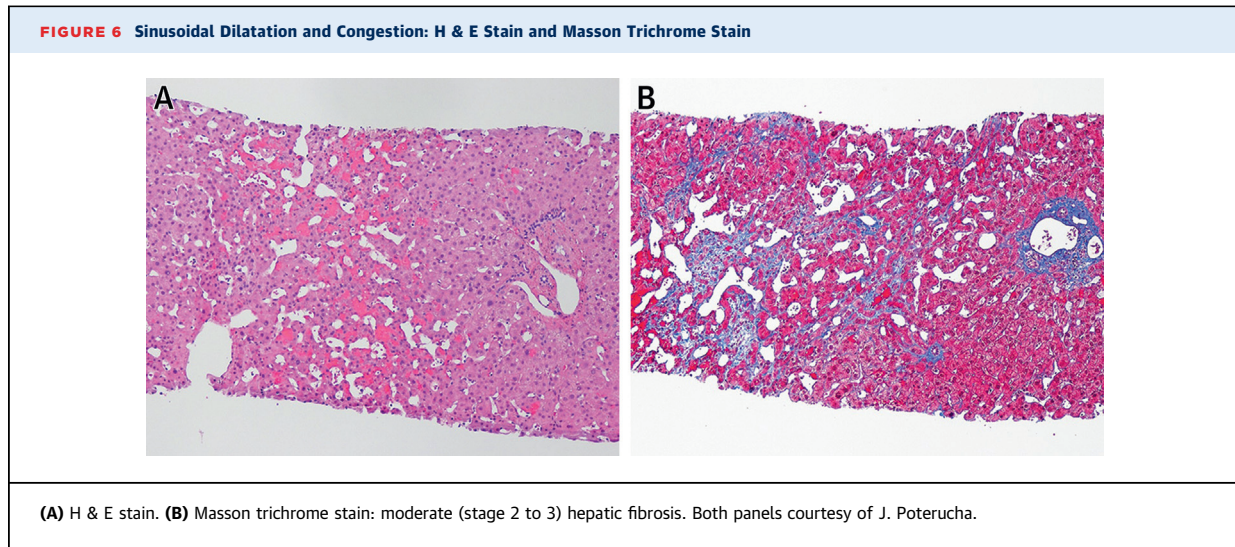 FIGURE 6 Sinusoidal Dilatation and Congestion: H & E Stain and Masson Trichrome Stain
A
B
(A) H & E stain. (B) Masson trichrome stain: moderate (stage 2 to 3) hepatic fibrosis. Both panels courtesy of J. Poterucha.